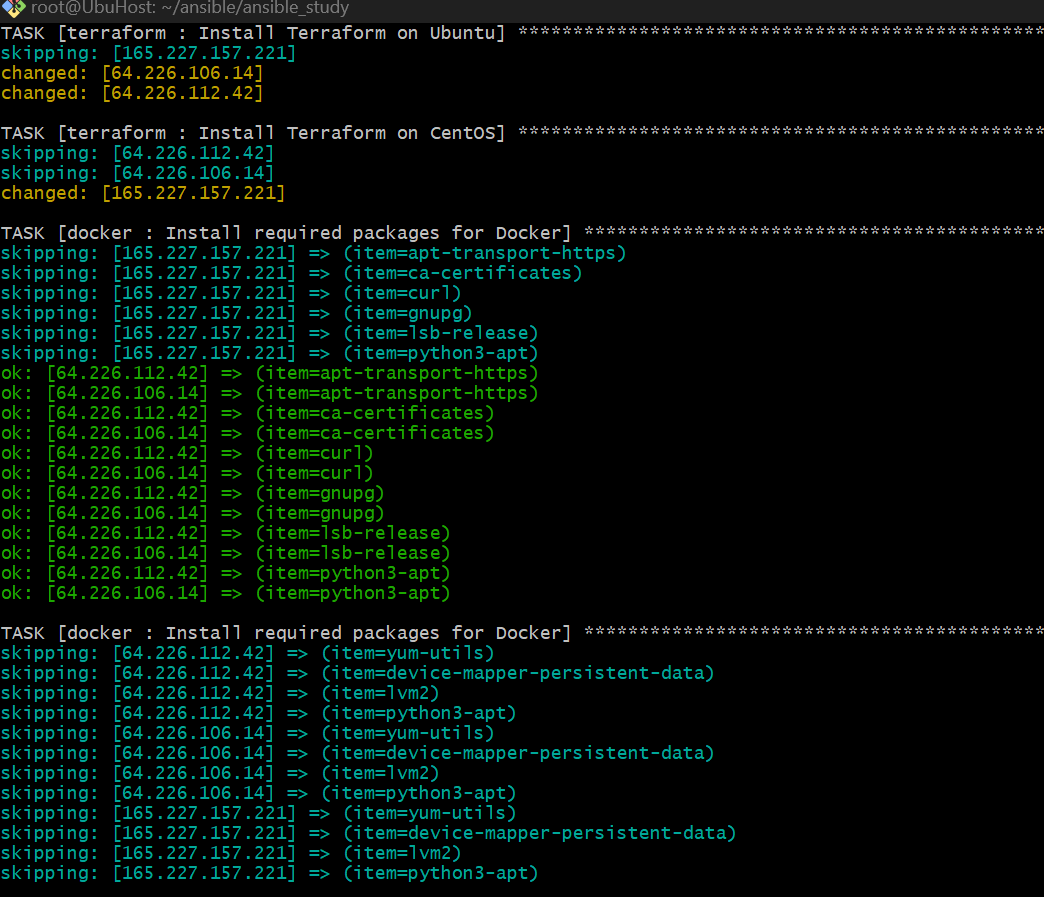 root@UbuHost: ~/ansible/ansible_study
TASK [terraform : Install Terraform on Ubuntu] ************************************************
skipping: [165.227.157.221]
changed: [64.226.106.14]
changed: [64.226.112.42]
TASK [terraform : Install Terraform on CentOS] ************************************************
skipping: [64.226.112.42]
skipping: [64.226.106.14]
changed: [165.227.157.221]
TASK [docker : Install required packages for Docker] ******************************************
skipping: [165.227.157.221] => (item=apt-transport-https)
skipping: [165.227.157.221] => (item=ca-certificates)
skipping: [165.227.157.221] => (item=curl)
skipping: [165.227.157.221] => (item=gnupg)
skipping: [165.227.157.221] => (item=lsb-release)
skipping: [165.227.157.221] => (item=python3-apt)
ok: [64.226.112.42] => (item=apt-transport-https)
ok: [64.226.106.14] => (item=apt-transport-https)
ok: [64.226.112.42] => (item=ca-certificates)
ok: [64.226.106.14] => (item=ca-certificates)
ok: [64.226.112.42] => (item=curl)
ok: [64.226.106.14] => (item=curl)
ok: [64.226.112.42] => (item=gnupg)
ok: [64.226.106.14] => (item=gnupg)
ok: [64.226.112.42] => (item=lsb-release)
ok: [64.226.106.14] => (item=lsb-release)
ok: [64.226.112.42] => (item=python3-apt)
ok: [64.226.106.14] => (item=python3-apt)
TASK [docker : Install required packages for Docker] ******************************************
skipping: [64.226.112.42] => (item=yum-utils)
skipping: [64.226.112.42] => (item=device-mapper-persistent-data)
skipping: [64.226.112.42] => (item=lvm2)
skipping: [64.226.112.42] => (item=python3-apt)
skipping: [64.226.106.14] => (item=yum-utils)
skipping: [64.226.106.14] => (item=device-mapper-persistent-data)
skipping: [64.226.106.14] => (item=lvm2)
skipping: [64.226.106.14] => (item=python3-apt)
skipping: [165.227.157.221] => (item=yum-utils)
skipping: [165.227.157.221] => (item=device-mapper-persistent-data)
skipping: [165.227.157.221] => (item=lvm2)
skipping: [165.227.157.221] => (item=python3-apt)